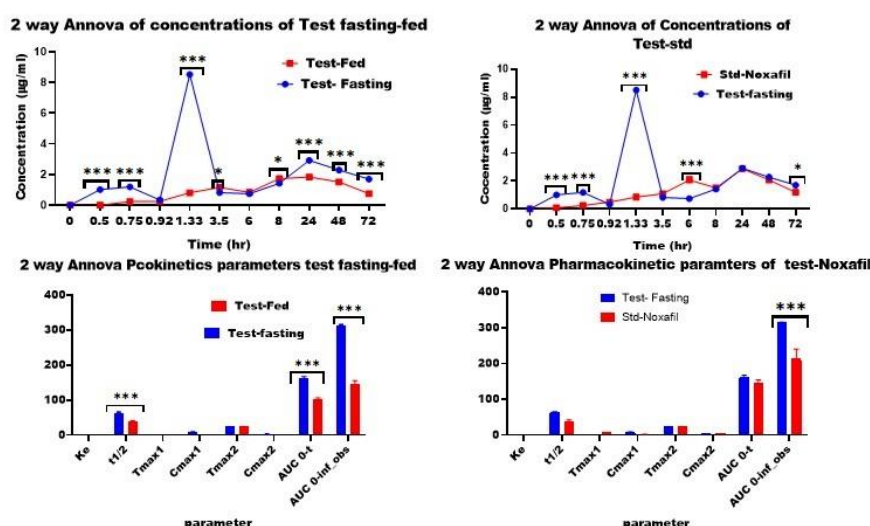 2 way Annova of concentrations of Test fasting-fed
Concentration (µg/ml)
10
8
6
4
2
0
***
***
***
*
*
***
***
***
Test-Fed
Test- Fasting
0 0.5 0.75 0.92 1.33 3.5 6 8 24 48 72
Time (hr)
2 way Annova of Concentrations of
Test-std
Cocentration (µg/ml)
10
8
6
4
2
0
***
***
***
***
*
Std-Noxafil
Test-fasting
0 0.5 0.75 0.92 1.33 3.5 6 8 24 48 72
Time (hr)
2 way Annova Pcokinetics parameters test fasting-fed
400
300
200
100
0
***
***
***
Test-Fed
Test-fasting
Ke t1/2 Tmax1 Cmax1 Tmax2 Cmax2 AUC 0-t AUC 0-inf_obs
parameter
2 way Annova Pharmacokinetic paramters of test-Noxafil
400
300
200
100
0
***
Test- Fasting
Std-Noxafil
Ke t1/2 Tmax1 Cmax1 Tmax2 Cmax2 AUC 0-t AUC 0-inf_obs
parameter